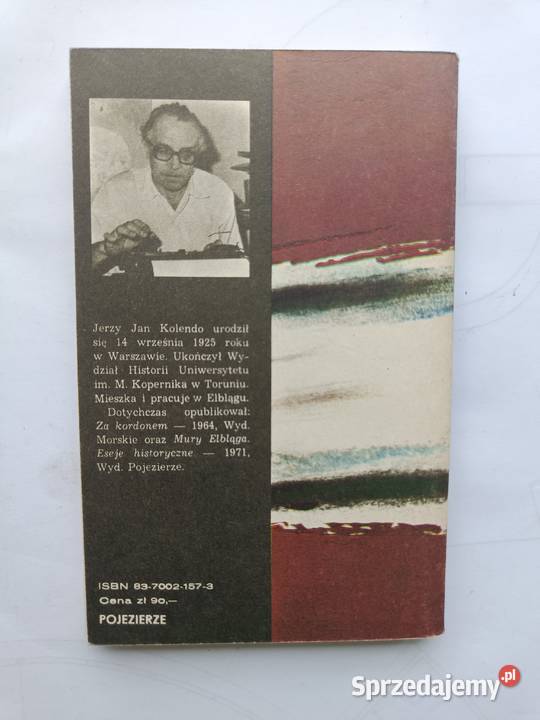 Jerzy Jan Kolendo urodził
się 14 września 1925 roku
w Warszawie. Ukończył Wy-
dział Historii Uniwersytetu
im. M. Kopernika w Toruniu.
Mieszka i pracuje w Elblągu.
Dotychczas opublikował:
Za kordonem — 1964, Wyd.
Morskie oraz Mury Elbląga.
Eseje historyczne — 1971,
Wyd. Pojezierze.
ISBN 83-7002-157-3
Cena zł 90,—
POJEZIERZE
Sprzedajemy.pl